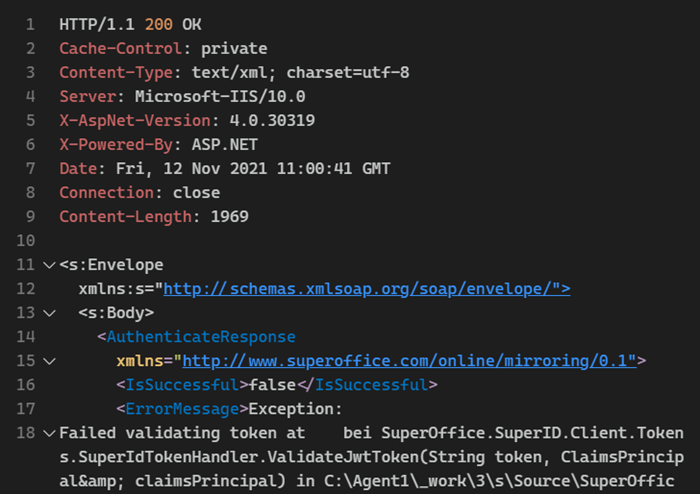 1 HTTP/1.1 200 OK
2 Cache-Control: private
3 Content-Type: text/xml; charset=utf-8
4 Server: Microsoft-IIS/10.0
5 X-AspNet-Version: 4.0.30319
6 X-Powered-By: ASP.NET
7 Date: Fri, 12 Nov 2021 11:00:41 GMT
8 Connection: close
9 Content-Length: 1969
10
11 <s:Envelope
12 xmlns:s="http://schemas.xmlsoap.org/soap/envelope/">
13 <s:Body>
14 <AuthenticateResponse
15 xmlns="http://www.superoffice.com/online/mirroring/0.1">
16 <IsSuccessful>false</IsSuccessful>
17 <ErrorMessage>Exception:
18 Failed validating token at    bei SuperOffice.SuperID.Client.Token
s.SuperIdTokenHandler.ValidateJwtToken(String token, ClaimsPrincip
al&amp; claimsPrincipal) in C:\Agent1\_work\3\s\Source\SuperOffic